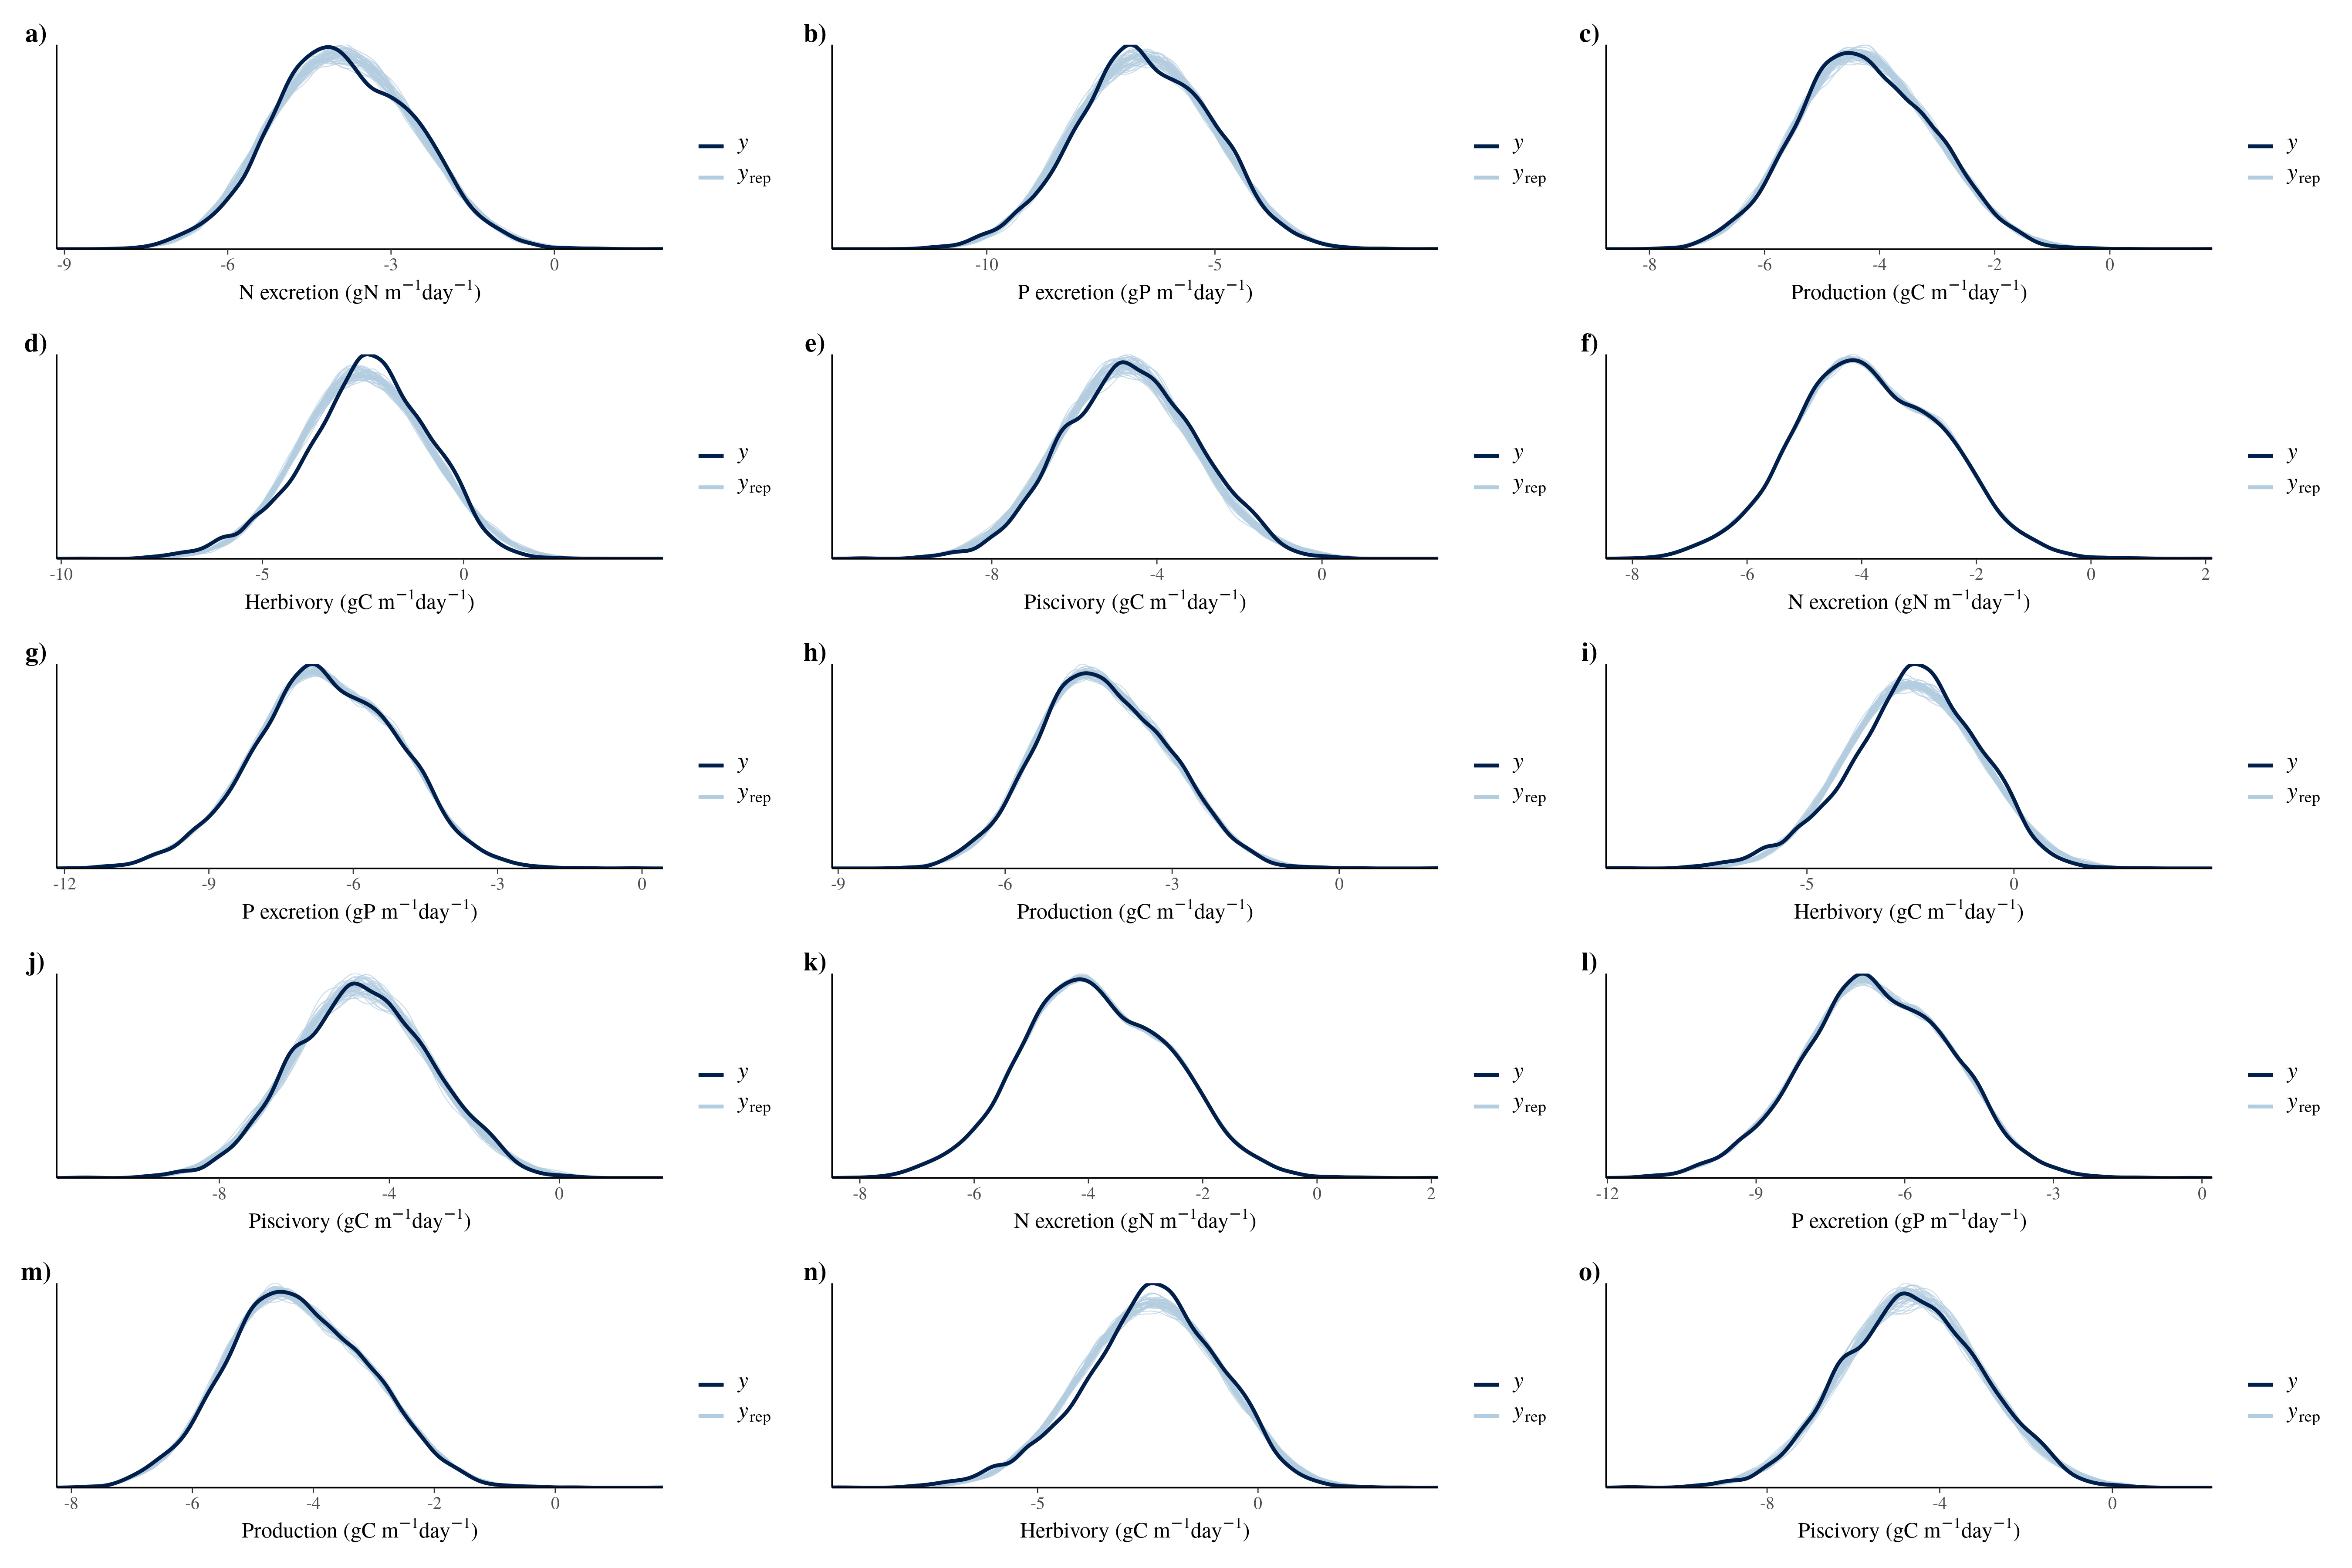 a) b) c)
y y y
yrep yrep yrep
-9 -6 -3 0 -10 -5 -8 -6 -4 -2 0
N excretion (gN m−1day−1) P excretion (gP m−1day−1) Production (gC m−1day−1)
d) e) f)
y y y
yrep yrep yrep
-10 -5 0 -8 -4 0 -8 -6 -4 -2 0 2
Herbivory (gC m−1day−1) Piscivory (gC m−1day−1) N excretion (gN m−1day−1)
g) h) i)
y y y
yrep yrep yrep
-12 -9 -6 -3 0 -9 -6 -3 0 -5 0
P excretion (gP m−1day−1) Production (gC m−1day−1) Herbivory (gC m−1day−1)
j) k) l)
y y y
yrep yrep yrep
-8 -4 0 -8 -6 -4 -2 0 2 -12 -9 -6 -3 0
Piscivory (gC m−1day−1) N excretion (gN m−1day−1) P excretion (gP m−1day−1)
m) n) o)
y y y
yrep yrep yrep
-8 -6 -4 -2 0 -5 0 -8 -4 0
Production (gC m−1day−1) Herbivory (gC m−1day−1) Piscivory (gC m−1day−1)